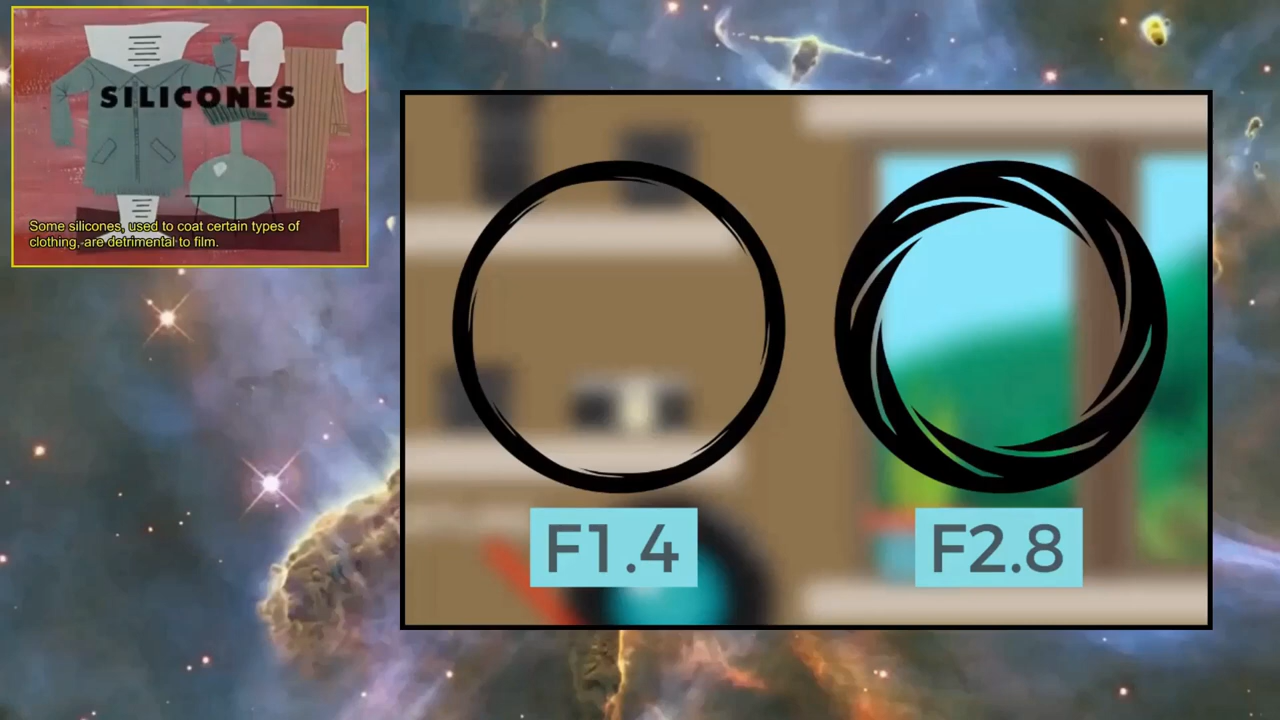 SILICONES
Some silicones, used to coat certain types of
clothing, are detrimental to film.
F1.4
F2.8